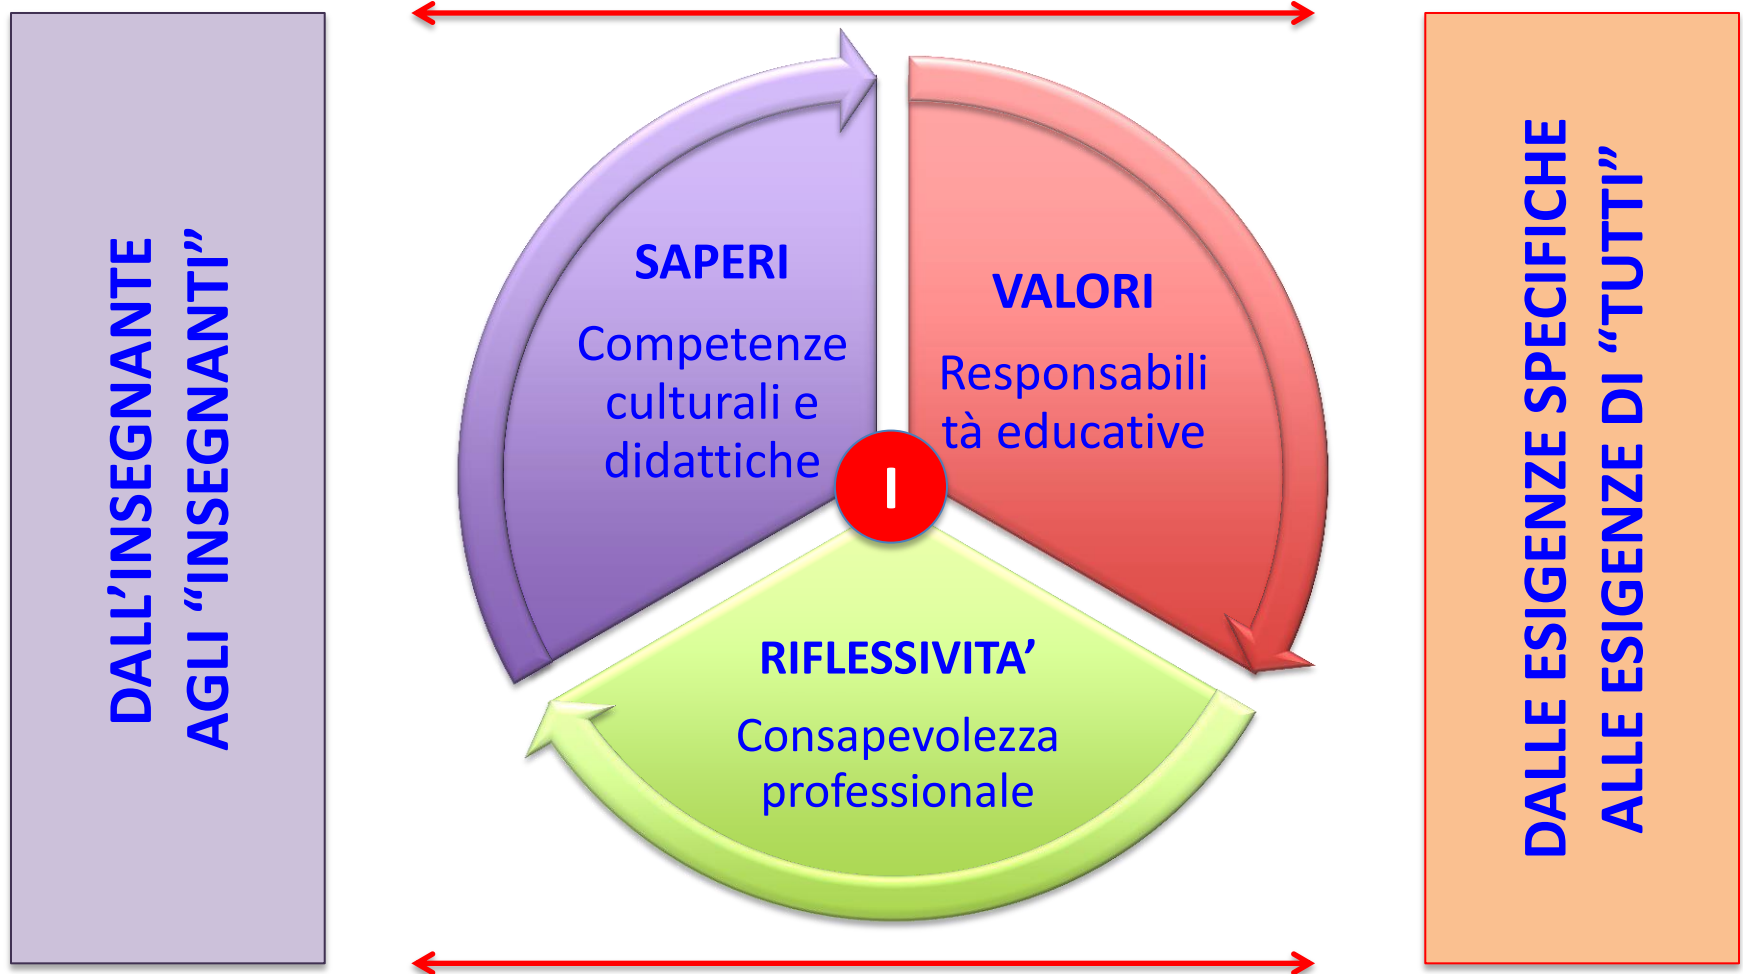 DALL’INSEGNANTE
AGLI “INSEGNANTI”
SAPERI
Competenze
culturali e
didattiche
VALORI
Responsabili
tà educative
I
RIFLESSIVITA’
Consapevolezza
professionale
DALLE ESIGENZE SPECIFICHE
ALLE ESIGENZE DI “TUTTI”